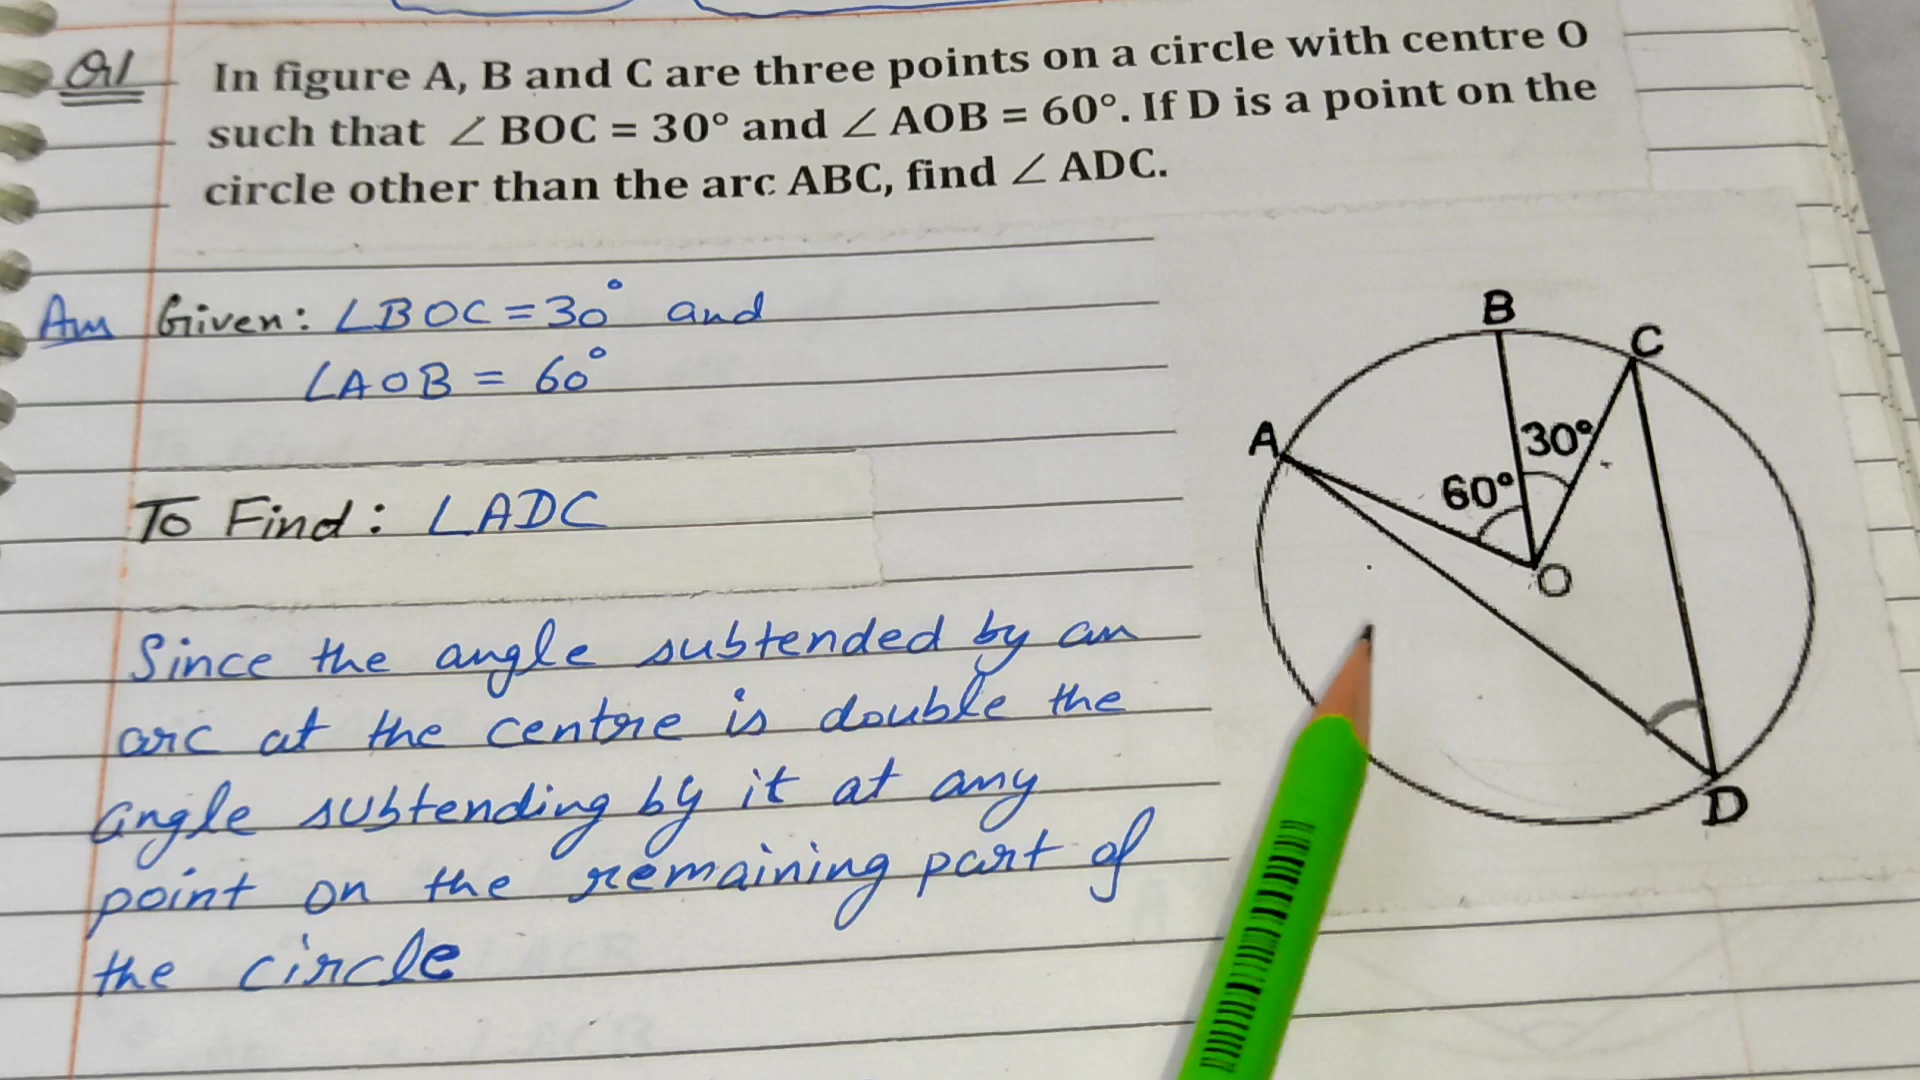 Q1
In figure A, B and C are three points on a circle with centre O
such that ∠ BOC = 30° and ∠ AOB = 60°. If D is a point on the
circle other than the arc ABC, find ∠ ADC.
Ans Given: ∠BOC = 30° and
∠AOB = 60°
To Find: ∠ADC
Since the angle subtended by an
arc at the centre is double the
angle subtending by it at any
point on the remaining part of
the circle
B
C
A
30°
60°
O
D